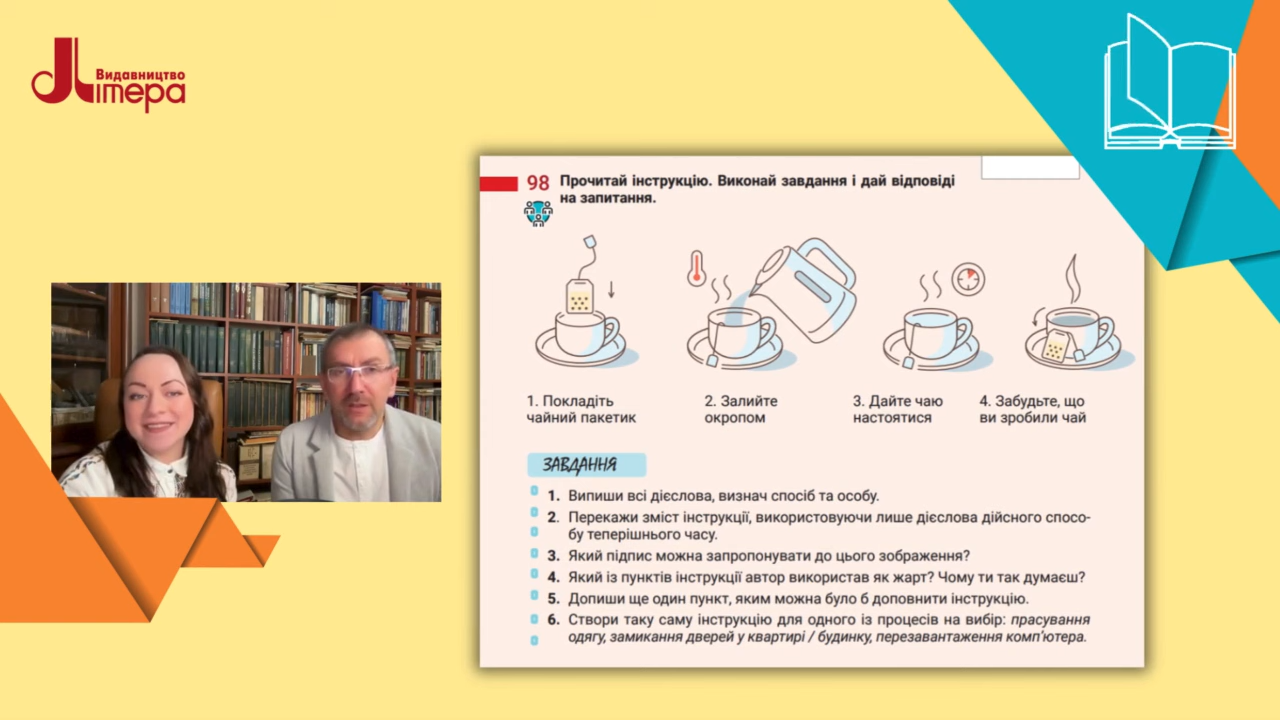 Видавництво
Літера
98 Прочитай інструкцію. Виконай завдання і дай відповіді
на запитання.
1. Покладіть
чайний пакетик
2. Залийте
окропом
3. Дайте чаю
настоятися
4. Забудьте, що
ви зробили чай
ЗАВДАННЯ
1. Випиши всі дієслова, визнач спосіб та особу.
2. Перекажи зміст інструкції, використовуючи лише дієслова дійсного спосо-
бу теперішнього часу.
3. Який підпис можна запропонувати до цього зображення?
4. Який із пунктів інструкції автор використав як жарт? Чому ти так думаєш?
5. Допиши ще один пункт, яким можна було б доповнити інструкцію.
6. Створи таку саму інструкцію для одного із процесів на вибір: прасування
одягу, замикання дверей у квартирі / будинку, перезавантаження комп'ютера.